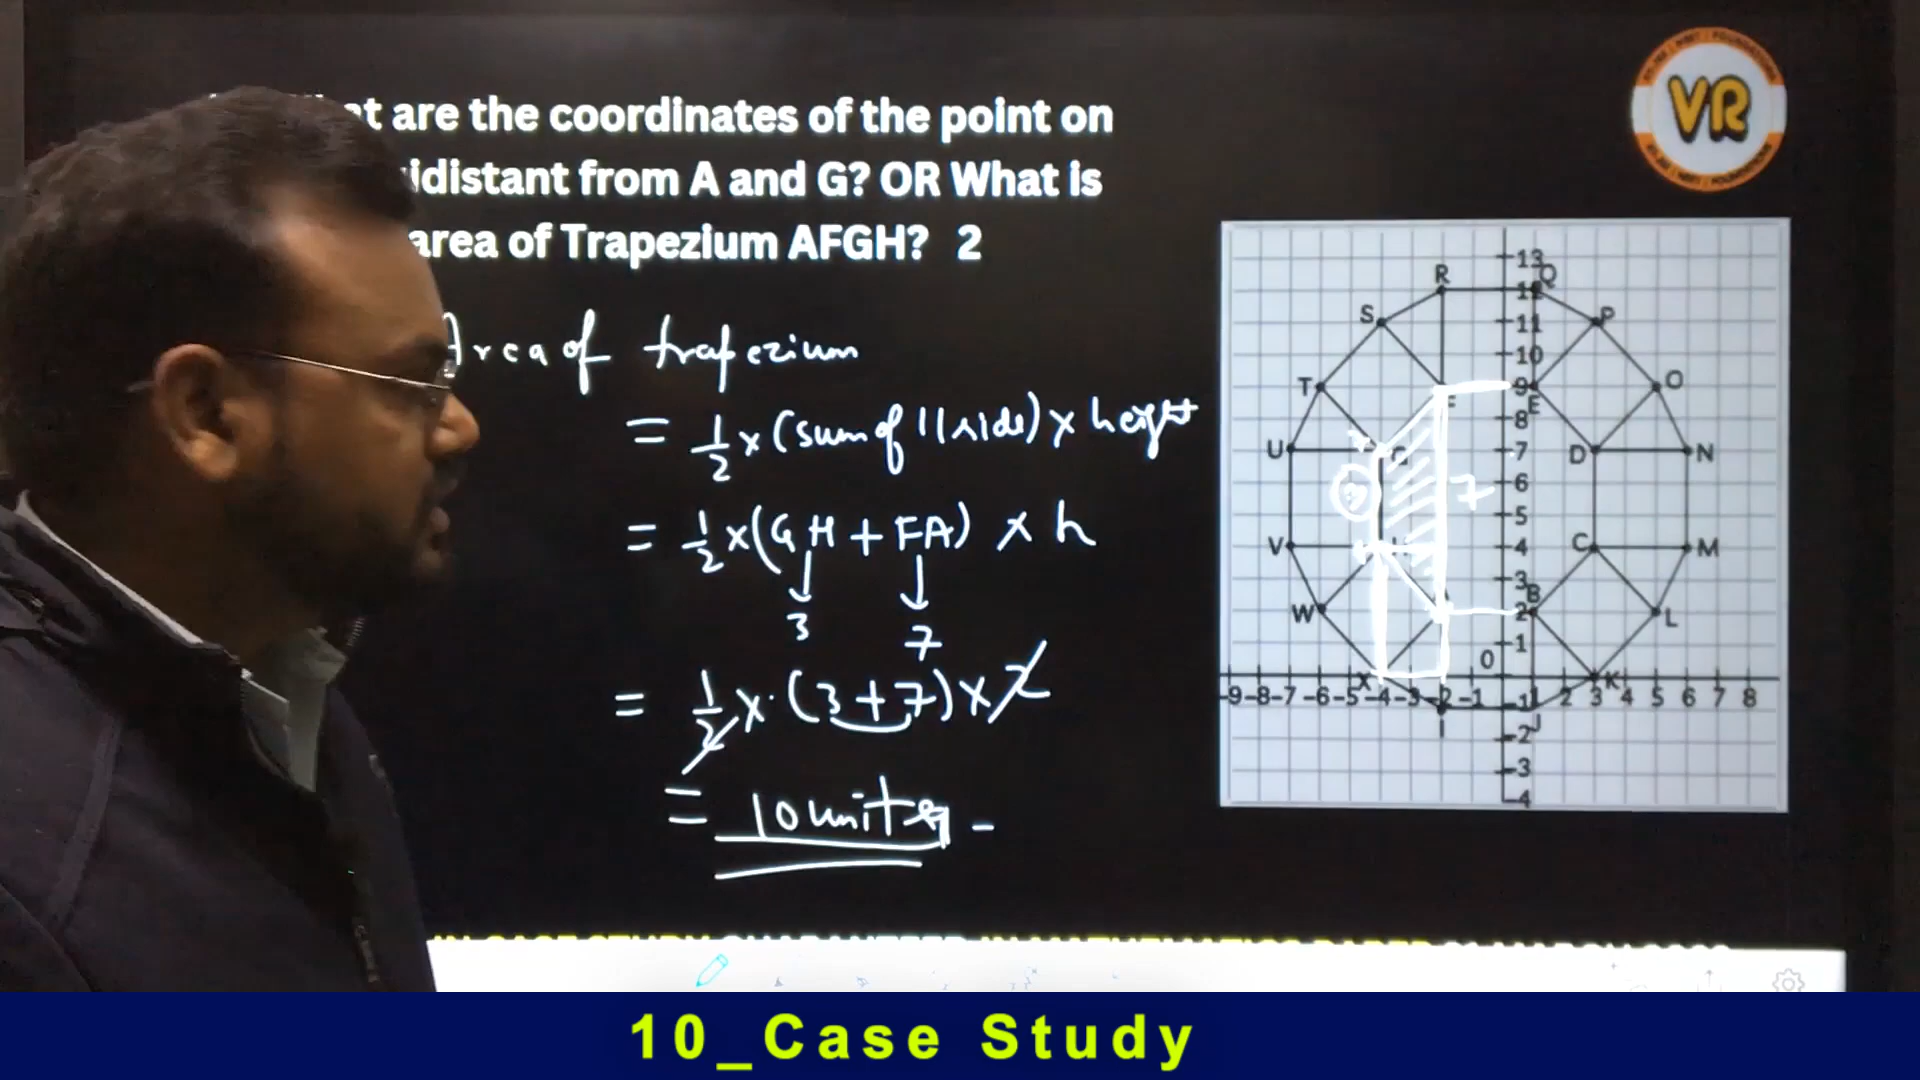 are the coordinates of the point on
from A and G? OR What is
area of Trapezium AFGH? 2
VR
Area of trapezium
= 1/2 × (sum of || side) × height
= 1/2 × (GH + FA) × h
3
7
= 1/2 × (3+7) × 2
= 10 unit sq
13
R
Q
12
S
11
P
10
T
9
O
F
E
8
U
G
7
D
N
6
7
5
V
4
C
M
3
B
W
2
L
1
0
X
K
-9 -8 -7 -6 -5 -4 -3 -2 -1 1 2 3 4 5 6 7 8
-1
I
J
-2
-3
-4
10_Case Study